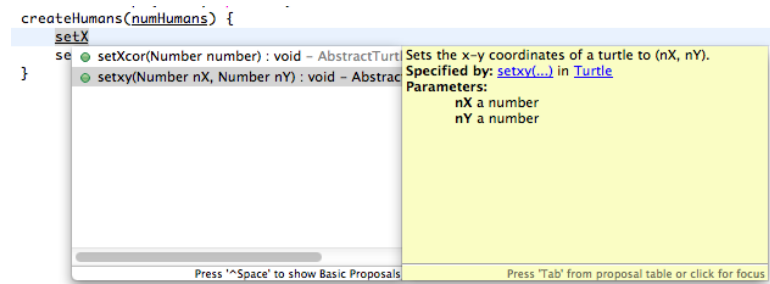 createHumans(numHumans) {
setX
se
}
setXcor(Number number) : void – AbstractTurtl
setxy(Number nX, Number nY) : void – Abstrac
Press '^Space' to show Basic Proposals
Sets the x-y coordinates of a turtle to (nX, nY).
Specified by: setxy(...) in Turtle
Parameters:
nX a number
nY a number
Press 'Tab' from proposal table or click for focus